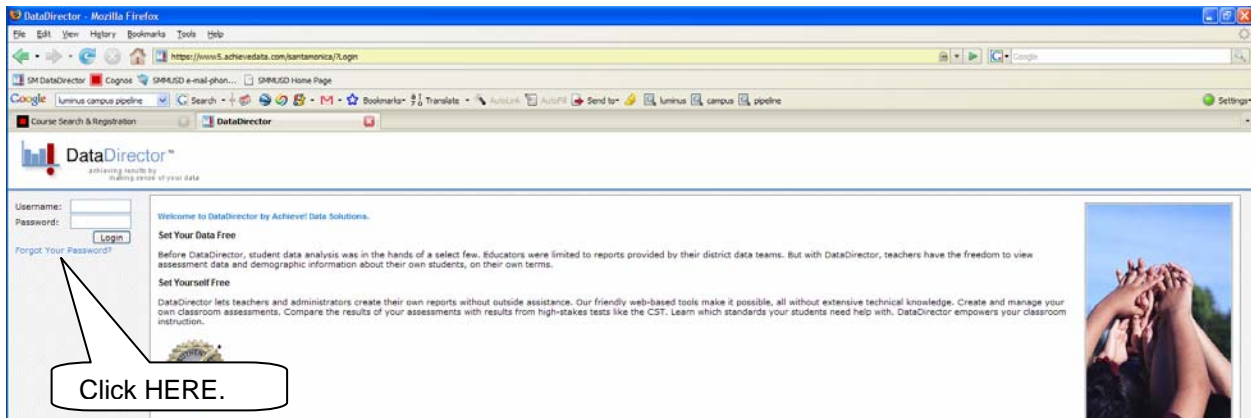 DataDirector - Mozilla Firefox
File Edit View History Bookmarks Tools Help
https://www5.achievedata.com/santamonica/?Login
Google
SM DataDirector Cognos SMMUSD e-mail-phon... SMMUSD Home Page
Google luminus campus pipeline Search Bookmarks Translate AutoLink AutoFill Send to luminus campus pipeline Settings
Course Search & Registration DataDirector
DataDirector™
achieving results by
making sense of your data
Username:
Password:
Login
Forgot Your Password?
Welcome to DataDirector by Achieve! Data Solutions.
Set Your Data Free
Before DataDirector, student data analysis was in the hands of a select few. Educators were limited to reports provided by their district data teams. But with DataDirector, teachers have the freedom to view
assessment data and demographic information about their own students, on their own terms.
Set Yourself Free
DataDirector lets teachers and administrators create their own reports without outside assistance. Our friendly web-based tools make it possible, all without extensive technical knowledge. Create and manage your
own classroom assessments. Compare the results of your assessments with results from high-stakes tests like the CST. Learn which standards your students need help with. DataDirector empowers your classroom
instruction.
Click HERE.